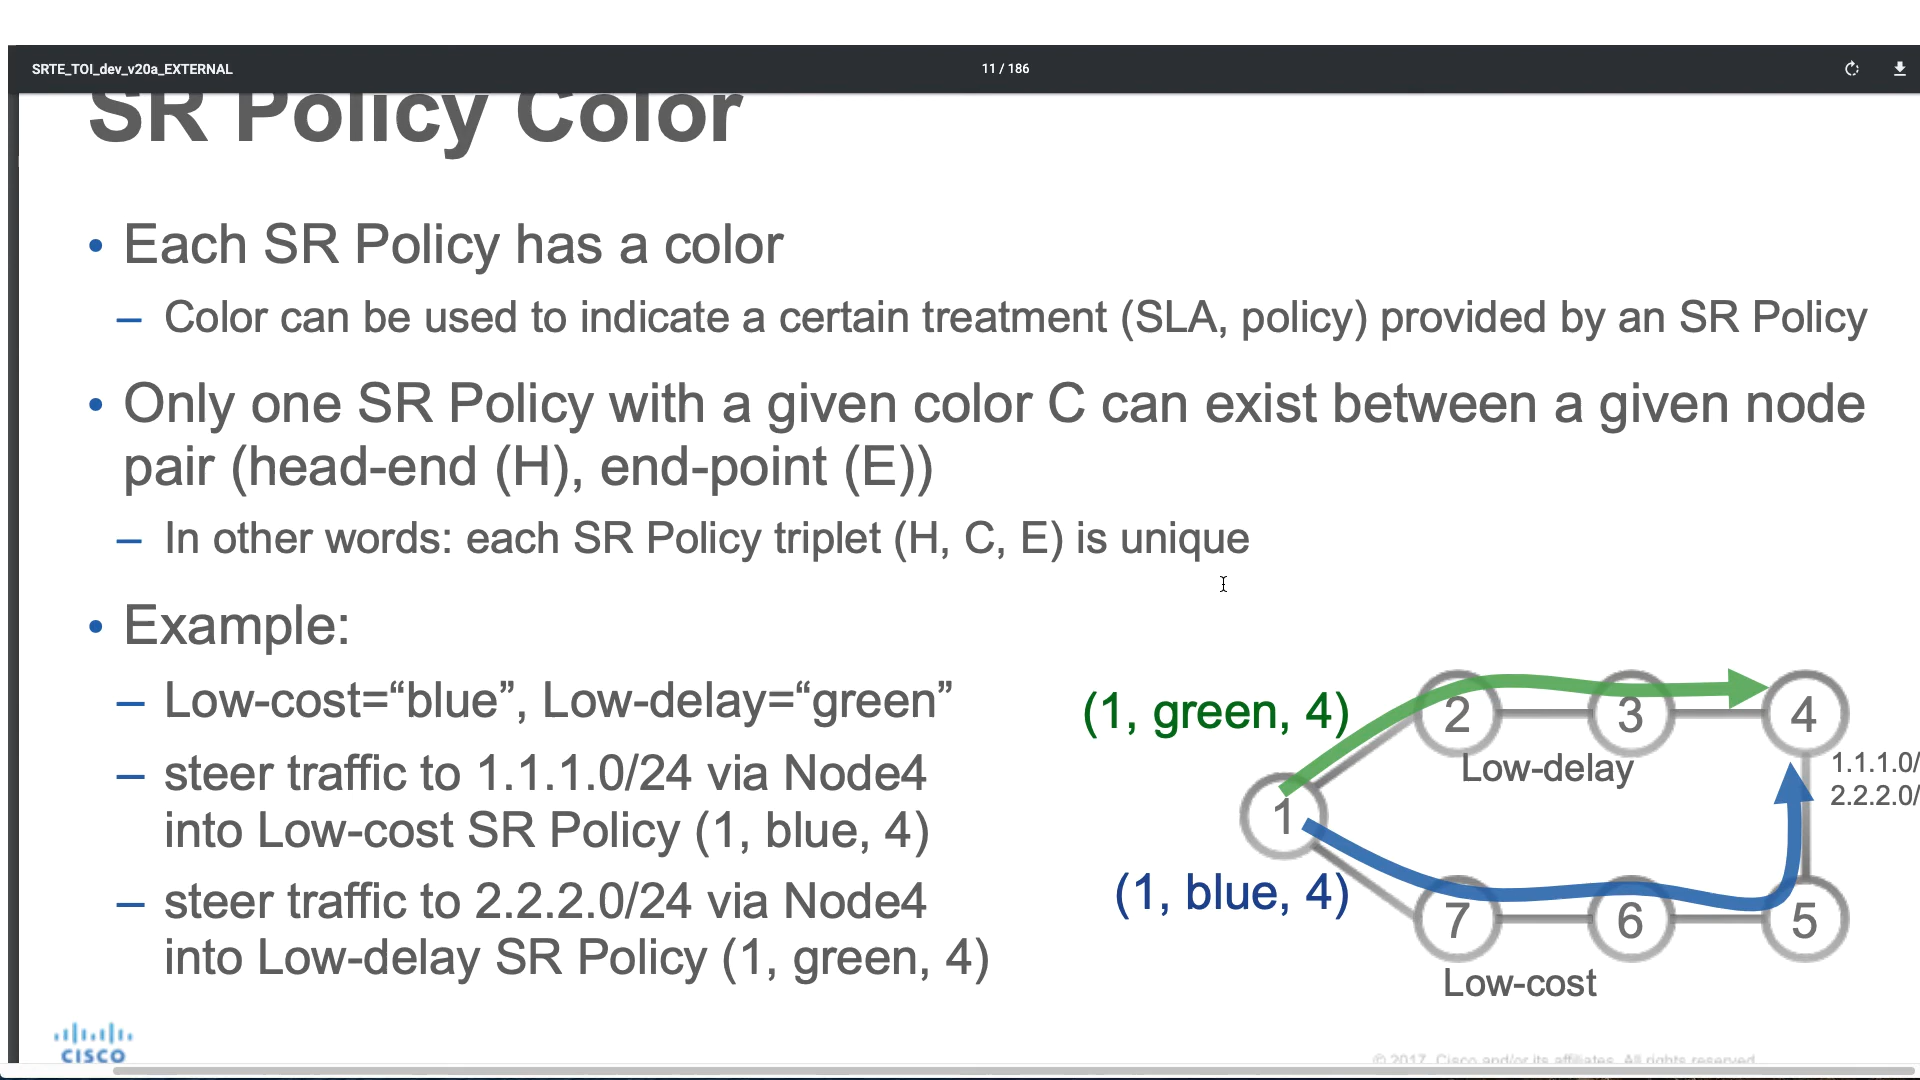 SRTE_TOI_dev_v20a_EXTERNAL
11 / 186
SR Policy Color
• Each SR Policy has a color
– Color can be used to indicate a certain treatment (SLA, policy) provided by an SR Policy
• Only one SR Policy with a given color C can exist between a given node
pair (head-end (H), end-point (E))
– In other words: each SR Policy triplet (H, C, E) is unique
• Example:
– Low-cost=“blue”, Low-delay=“green”
– steer traffic to 1.1.1.0/24 via Node4
into Low-cost SR Policy (1, blue, 4)
– steer traffic to 2.2.2.0/24 via Node4
into Low-delay SR Policy (1, green, 4)
(1, green, 4)
2
3
4
Low-delay
1.1.1.0/
2.2.2.0/
1
(1, blue, 4)
7
6
5
Low-cost
CISCO
© 2017 Cisco and/or its affiliates. All rights reserved